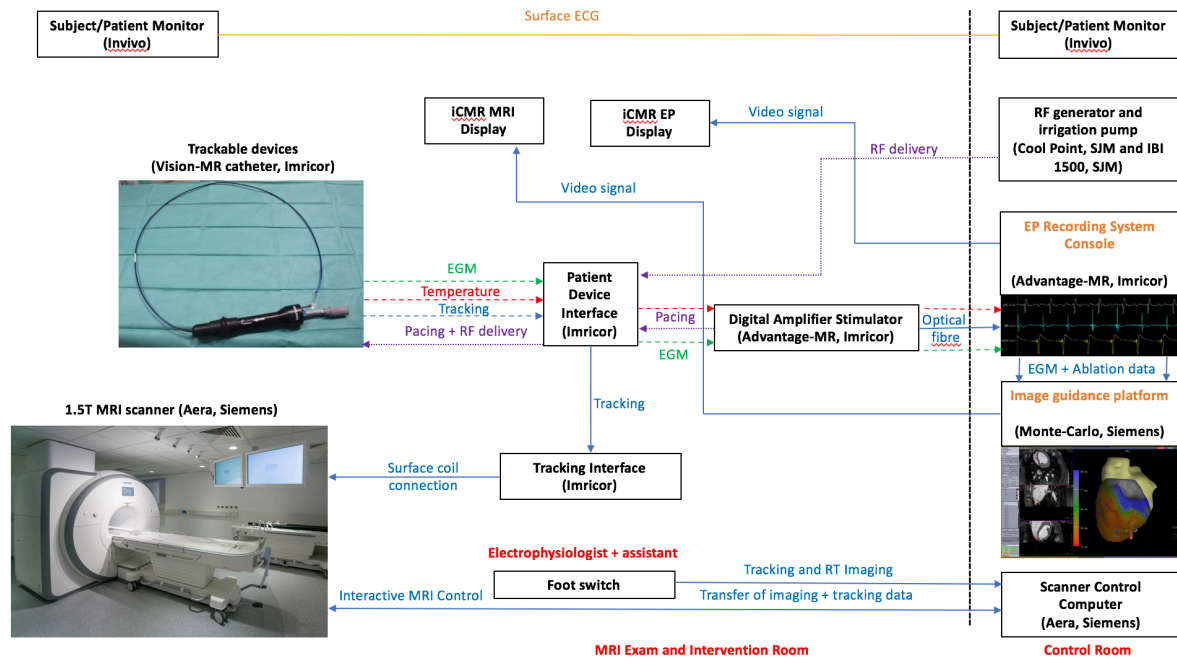 Surface ECG
Subject/Patient Monitor
(Invivo)
Subject/Patient Monitor
(Invivo)
iCMR MRI
Display
iCMR EP
Display
Video signal
RF generator and
irrigation pump
(Cool Point, SJM and IBI
1500, SJM)
RF delivery
Trackable devices
(Vision-MR catheter, Imricor)
Video signal
EP Recording System
Console
(Advantage-MR, Imricor)
EGM
Temperature
Tracking
Pacing + RF delivery
Patient
Device
Interface
(Imricor)
Pacing
EGM
Digital Amplifier Stimulator
(Advantage-MR, Imricor)
Optical
fibre
EGM + Ablation data
Image guidance platform
(Monte-Carlo, Siemens)
1.5T MRI scanner (Aera, Siemens)
Tracking
Surface coil
connection
Tracking Interface
(Imricor)
Electrophysiologist + assistant
Foot switch
Tracking and RT Imaging
Interactive MRI Control
Transfer of imaging + tracking data
Scanner Control
Computer
(Aera, Siemens)
MRI Exam and Intervention Room
Control Room